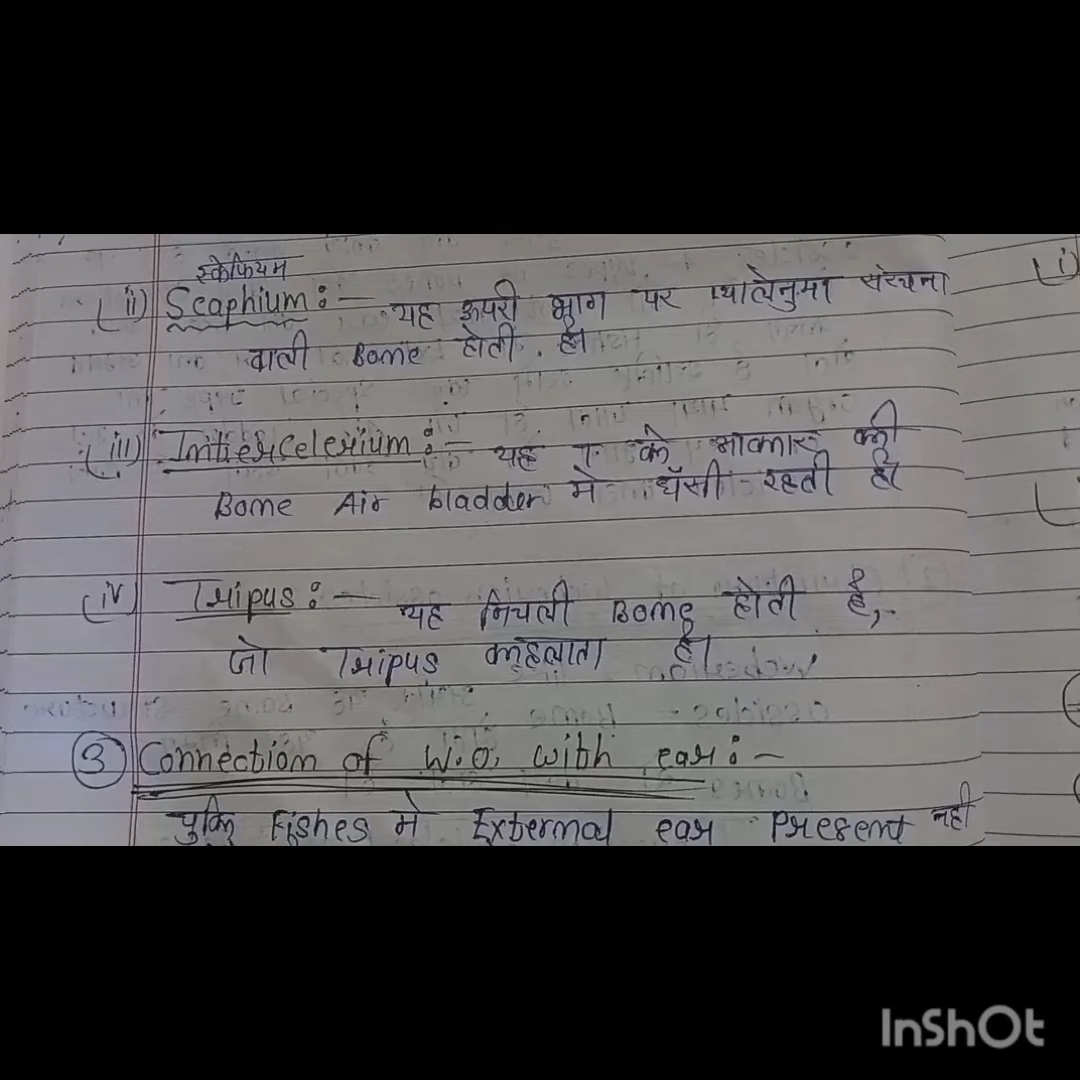 स्केफियम
(ii) Scaphium :- यह ऊपरी भाग पर प्यालेनुमा संरचना
वाली Bone होती है।
(iii) Interscelerium :- यह के आकार की
Bone Air bladder में धँसी रहती है।
(iv) Tripus :- यह निचली Bone होती है,
जो Tripus कहलाता है।
(3) Connection of W.O. with ear :-
चुकि Fishes मे External ear Present नही
(i)
InShOt